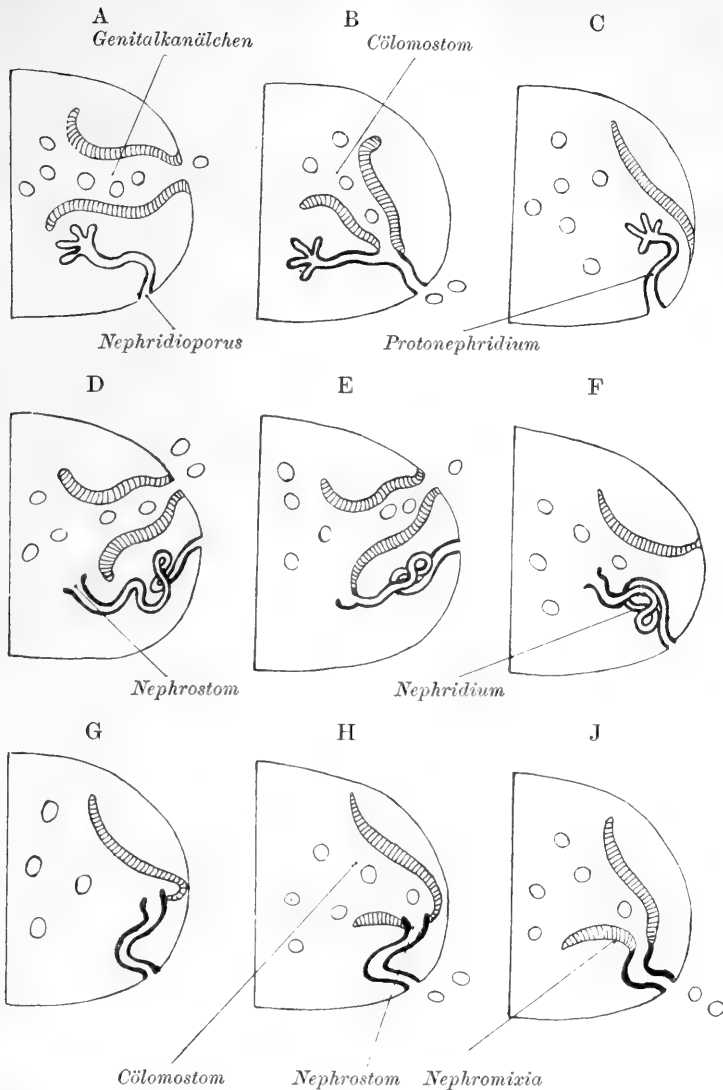 A B C
Genitalkanälchen Cölomostom
Nephridioporus Protonephridium
D E F
Nephrostom Nephridium
G H J
Cölomostom Nephrostom Nephromixia